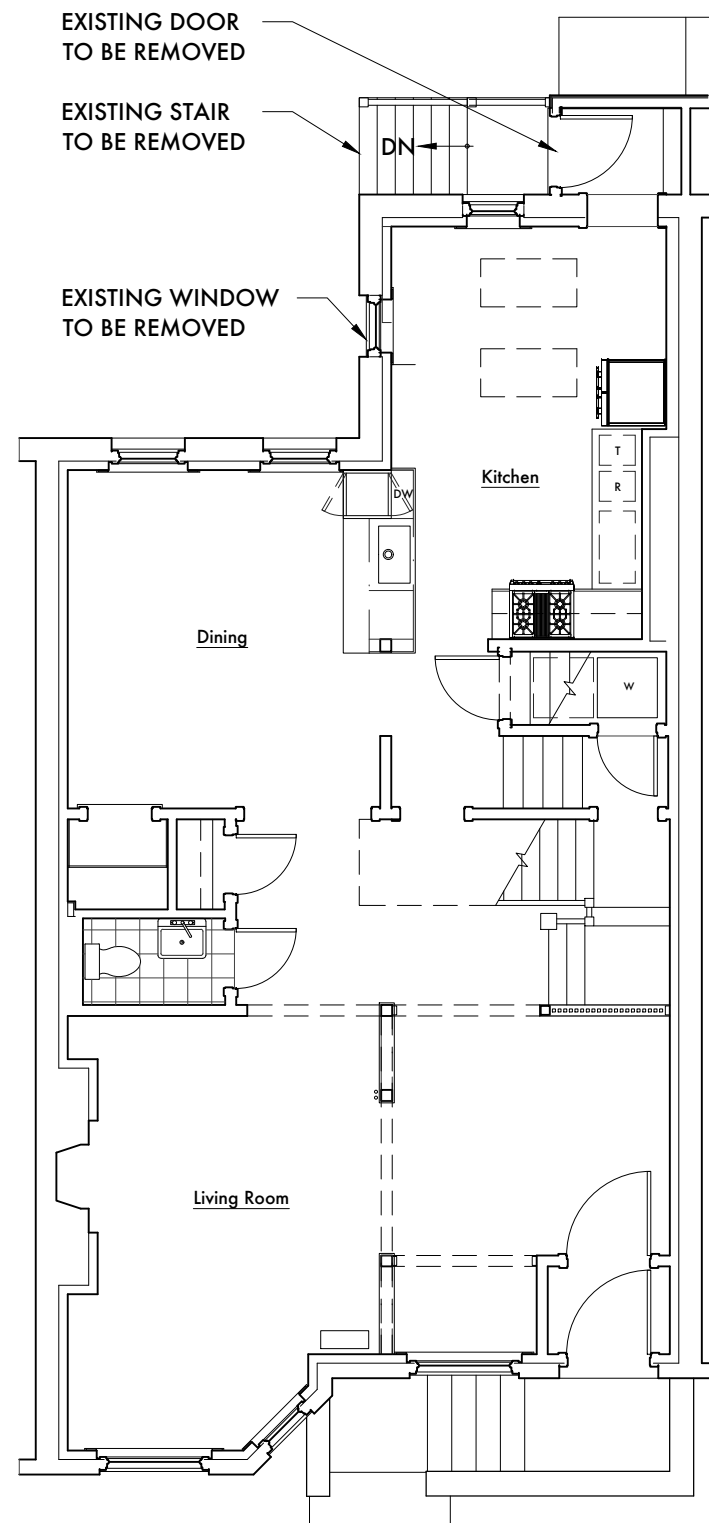 EXISTING DOOR
TO BE REMOVED
EXISTING STAIR
TO BE REMOVED
DN
EXISTING WINDOW
TO BE REMOVED
T
Kitchen
R
DW
Dining
W
Living Room